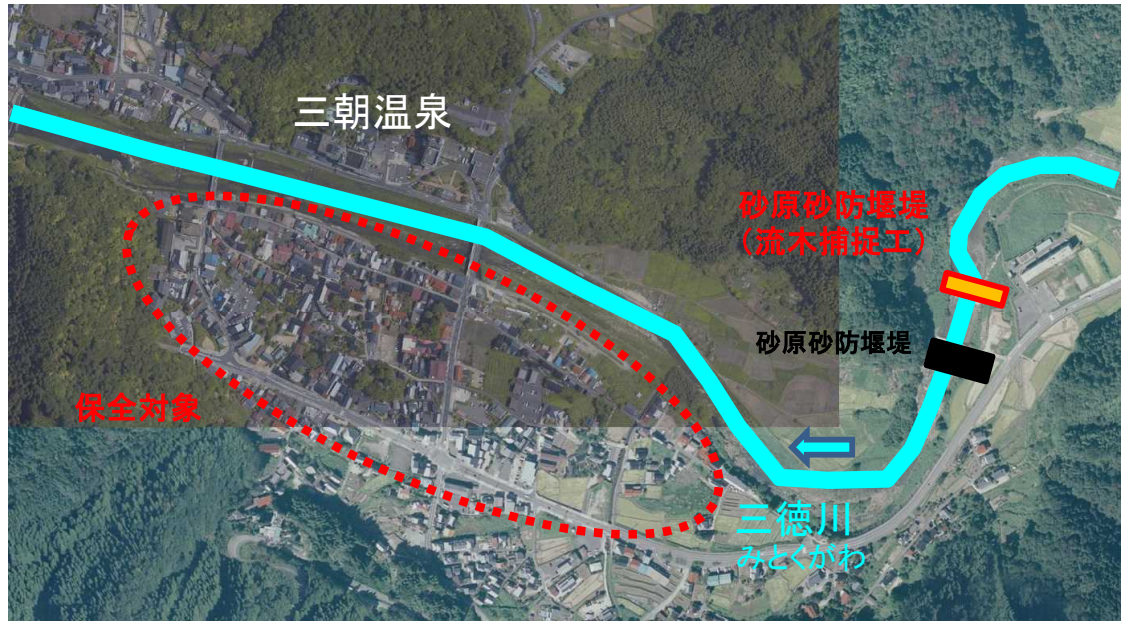 三朝温泉
砂原砂防堰堤
（流木捕捉工）
砂原砂防堰堤
保全対象
三徳川
みとくがわ